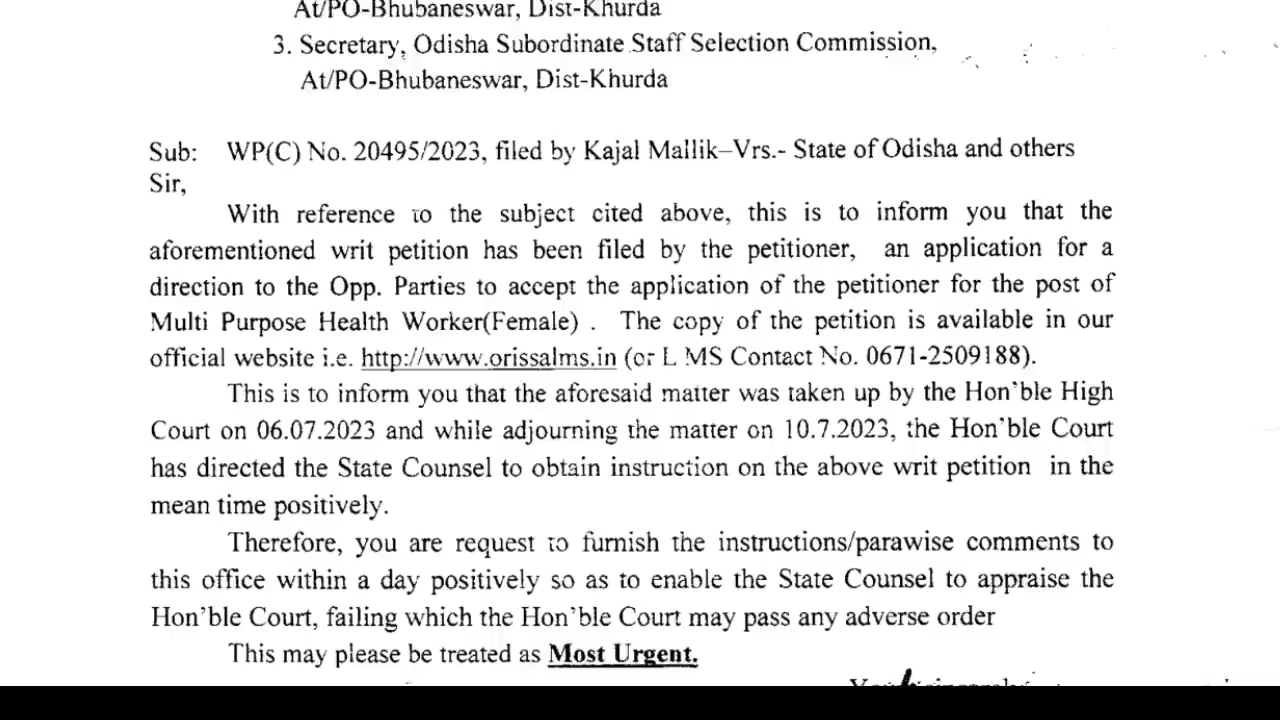 At/PO-Bhubaneswar, Dist-Khurda
3. Secretary, Odisha Subordinate Staff Selection Commission,
At/PO-Bhubaneswar, Dist-Khurda
Sub: WP(C) No. 20495/2023, filed by Kajal Mallik–Vrs.- State of Odisha and others
Sir,
With reference to the subject cited above, this is to inform you that the
aforementioned writ petition has been filed by the petitioner, an application for a
direction to the Opp. Parties to accept the application of the petitioner for the post of
Multi Purpose Health Worker(Female) . The copy of the petition is available in our
official website i.e. http://www.orissalms.in (or L MS Contact No. 0671-2509188).
This is to inform you that the aforesaid matter was taken up by the Hon'ble High
Court on 06.07.2023 and while adjourning the matter on 10.7.2023, the Hon'ble Court
has directed the State Counsel to obtain instruction on the above writ petition in the
mean time positively.
Therefore, you are request to furnish the instructions/parawise comments to
this office within a day positively so as to enable the State Counsel to appraise the
Hon'ble Court, failing which the Hon'ble Court may pass any adverse order
This may please be treated as Most Urgent.